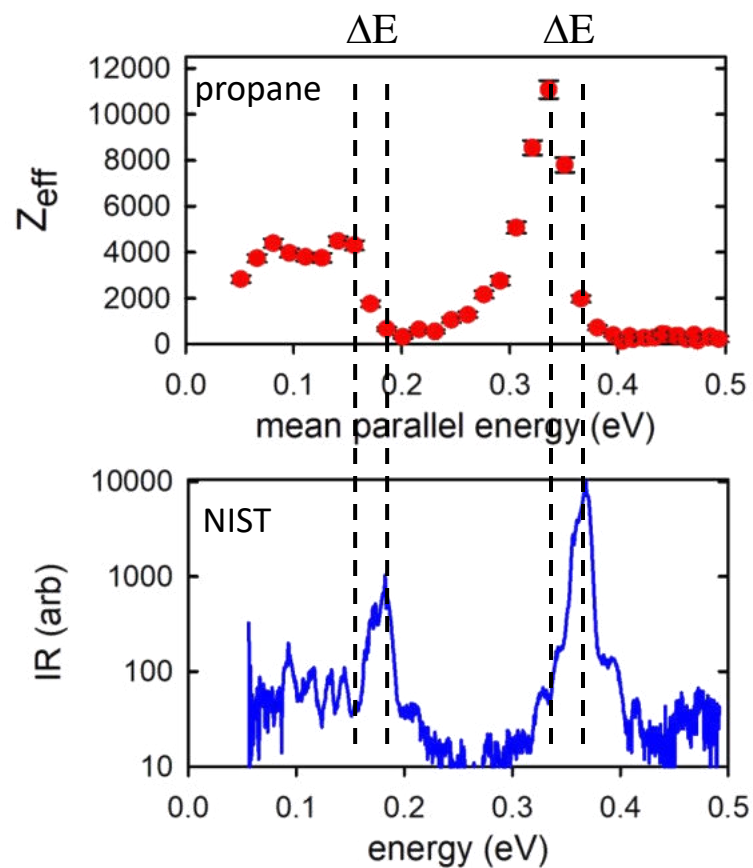 ΔE ΔE
12000
propane
10000
8000
6000
4000
2000
0
Zeff
0.0 0.1 0.2 0.3 0.4 0.5
mean parallel energy (eV)
10000
NIST
1000
100
10
IR (arb)
0.0 0.1 0.2 0.3 0.4 0.5
energy (eV)